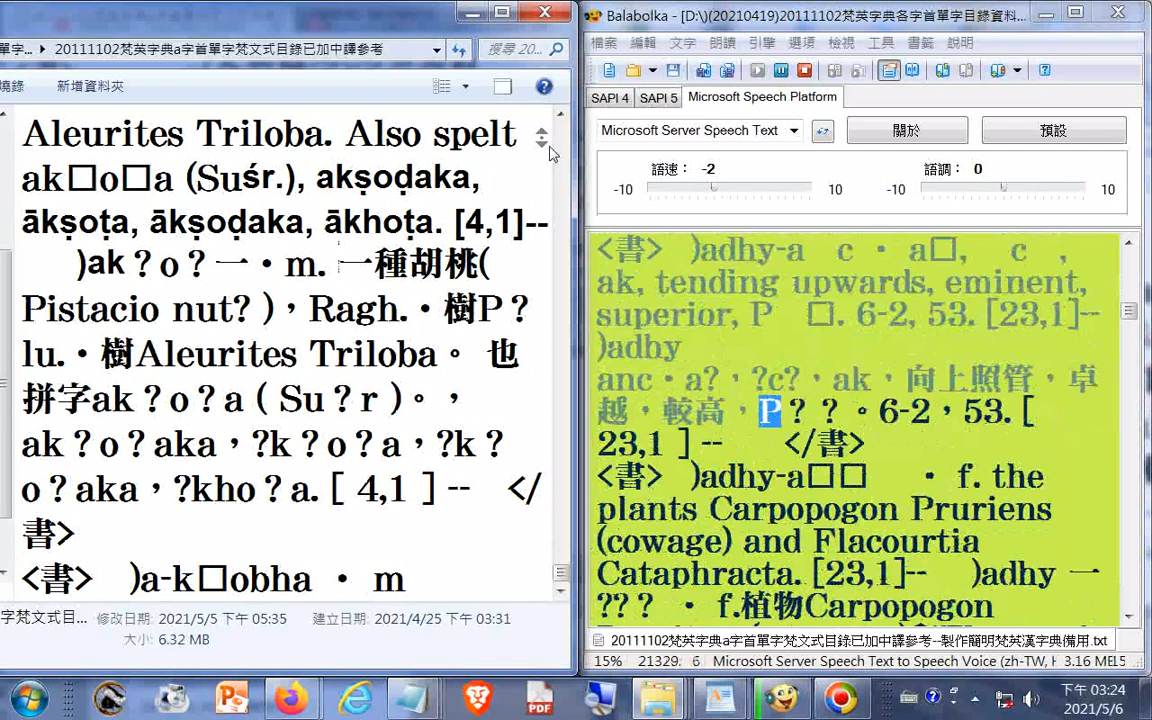 單字... ▸ 20111102梵英字典a字首單字梵文式目錄已加中譯參考
搜尋 20...
燒錄 新增資料夾
Aleurites Triloba. Also spelt
ak□o□a (Suśr.), akṣoḍaka,
ākṣoṭa, ākṣoḍaka, ākhoṭa. [4,1]--
)ak？o？一・m. 一種胡桃(
Pistacio nut? )，Ragh.・樹P？
lu.・樹Aleurites Triloba。 也
拼字ak？o？a ( Su？r )。，
ak？o？aka，?k？o？a，?k？
o？aka，?kho？a. [ 4,1 ] -- </
書>
<書> )a-k□obha ・ m
字梵文式目... 修改日期: 2021/5/5 下午 05:35 建立日期: 2021/4/25 下午 03:31
大小: 6.32 MB
Balabolka - [D:\)(20210419)20111102梵英字典各字首單字目錄資料...
檔案 編輯 文字 朗讀 引擎 選項 檢視 工具 書籤 說明
SAPI 4 SAPI 5 Microsoft Speech Platform
Microsoft Server Speech Text 關於 預設
語速： -2 語調： 0
-10 10 -10 10
<書> )adhy-a c ・ a□, c ,
ak, tending upwards, eminent,
superior, P □. 6-2, 53. [23,1]--
)adhy
anc・a?，?c?，ak，向上照管，卓
越，較高，P？？。6-2，53. [
23,1 ] -- </書>
<書> )adhy-a□□ ・ f. the
plants Carpopogon Pruriens
(cowage) and Flacourtia
Cataphracta. [23,1]-- )adhy 一
??？ ・ f.植物Carpopogon
20111102梵英字典a字首單字梵文式目錄已加中譯參考--製作簡明梵英漢字典備用.txt
15% 21329: 6 Microsoft Server Speech Text to Speech Voice (zh-TW, H 3.16 MB
下午 03:24
2021/5/6